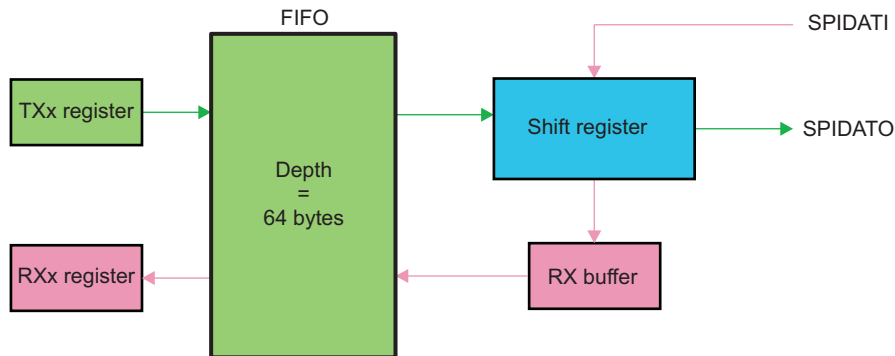 FIFO
SPIDATI
TXx register
Shift register
SPIDATO
Depth
=
64 bytes
RXx register
RX buffer